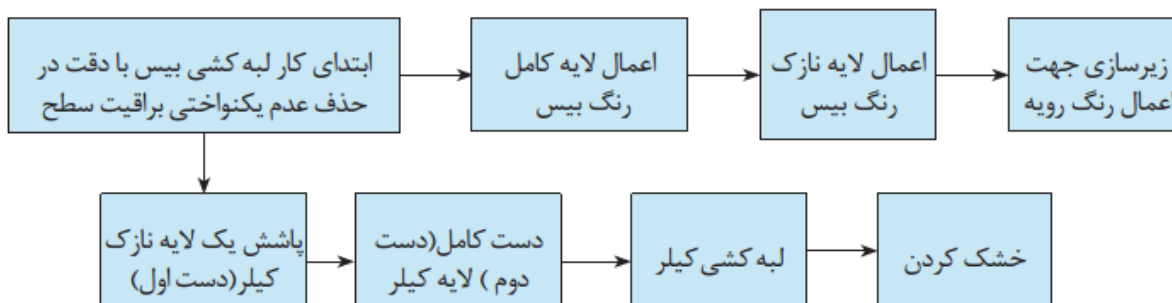 ابتدای کار لبه کشی بیس با دقت در
حذف عدم یکنواختی براقیت سطح
اعمال لایه کامل
رنگ بیس
اعمال لایه نازک
رنگ بیس
زیرسازی جهت
اعمال رنگ رویه
پاشش یک لایه نازک
کیلر(دست اول)
دست کامل(دست
دوم ) لایه کیلر
لبه کشی کیلر
خشک کردن